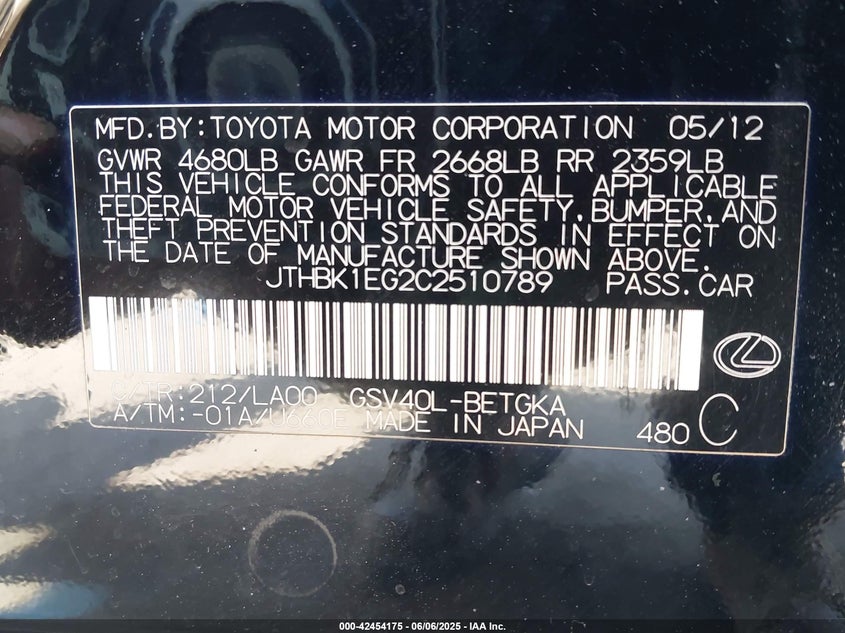 MFD.BY:TOYOTA MOTOR CORPORATION 05/12
GVWR 4680LB GAWR FR 2668LB RR 2359LB
THIS VEHICLE CONFORMS TO ALL APPLICABLE
FEDERAL MOTOR VEHICLE SAFETY,BUMPER,AND
THEFT PREVENTION STANDARDS IN EFFECT ON
THE DATE OF MANUFACTURE SHOWN ABOVE.
JTHBK1EG2C2510789 PASS.CAR
C/TR:212/LA00 GSV40L-BETGKA
A/TM:-01A/U660E MADE IN JAPAN 480 C
000-42454175 - 06/06/2025 - IAA Inc.